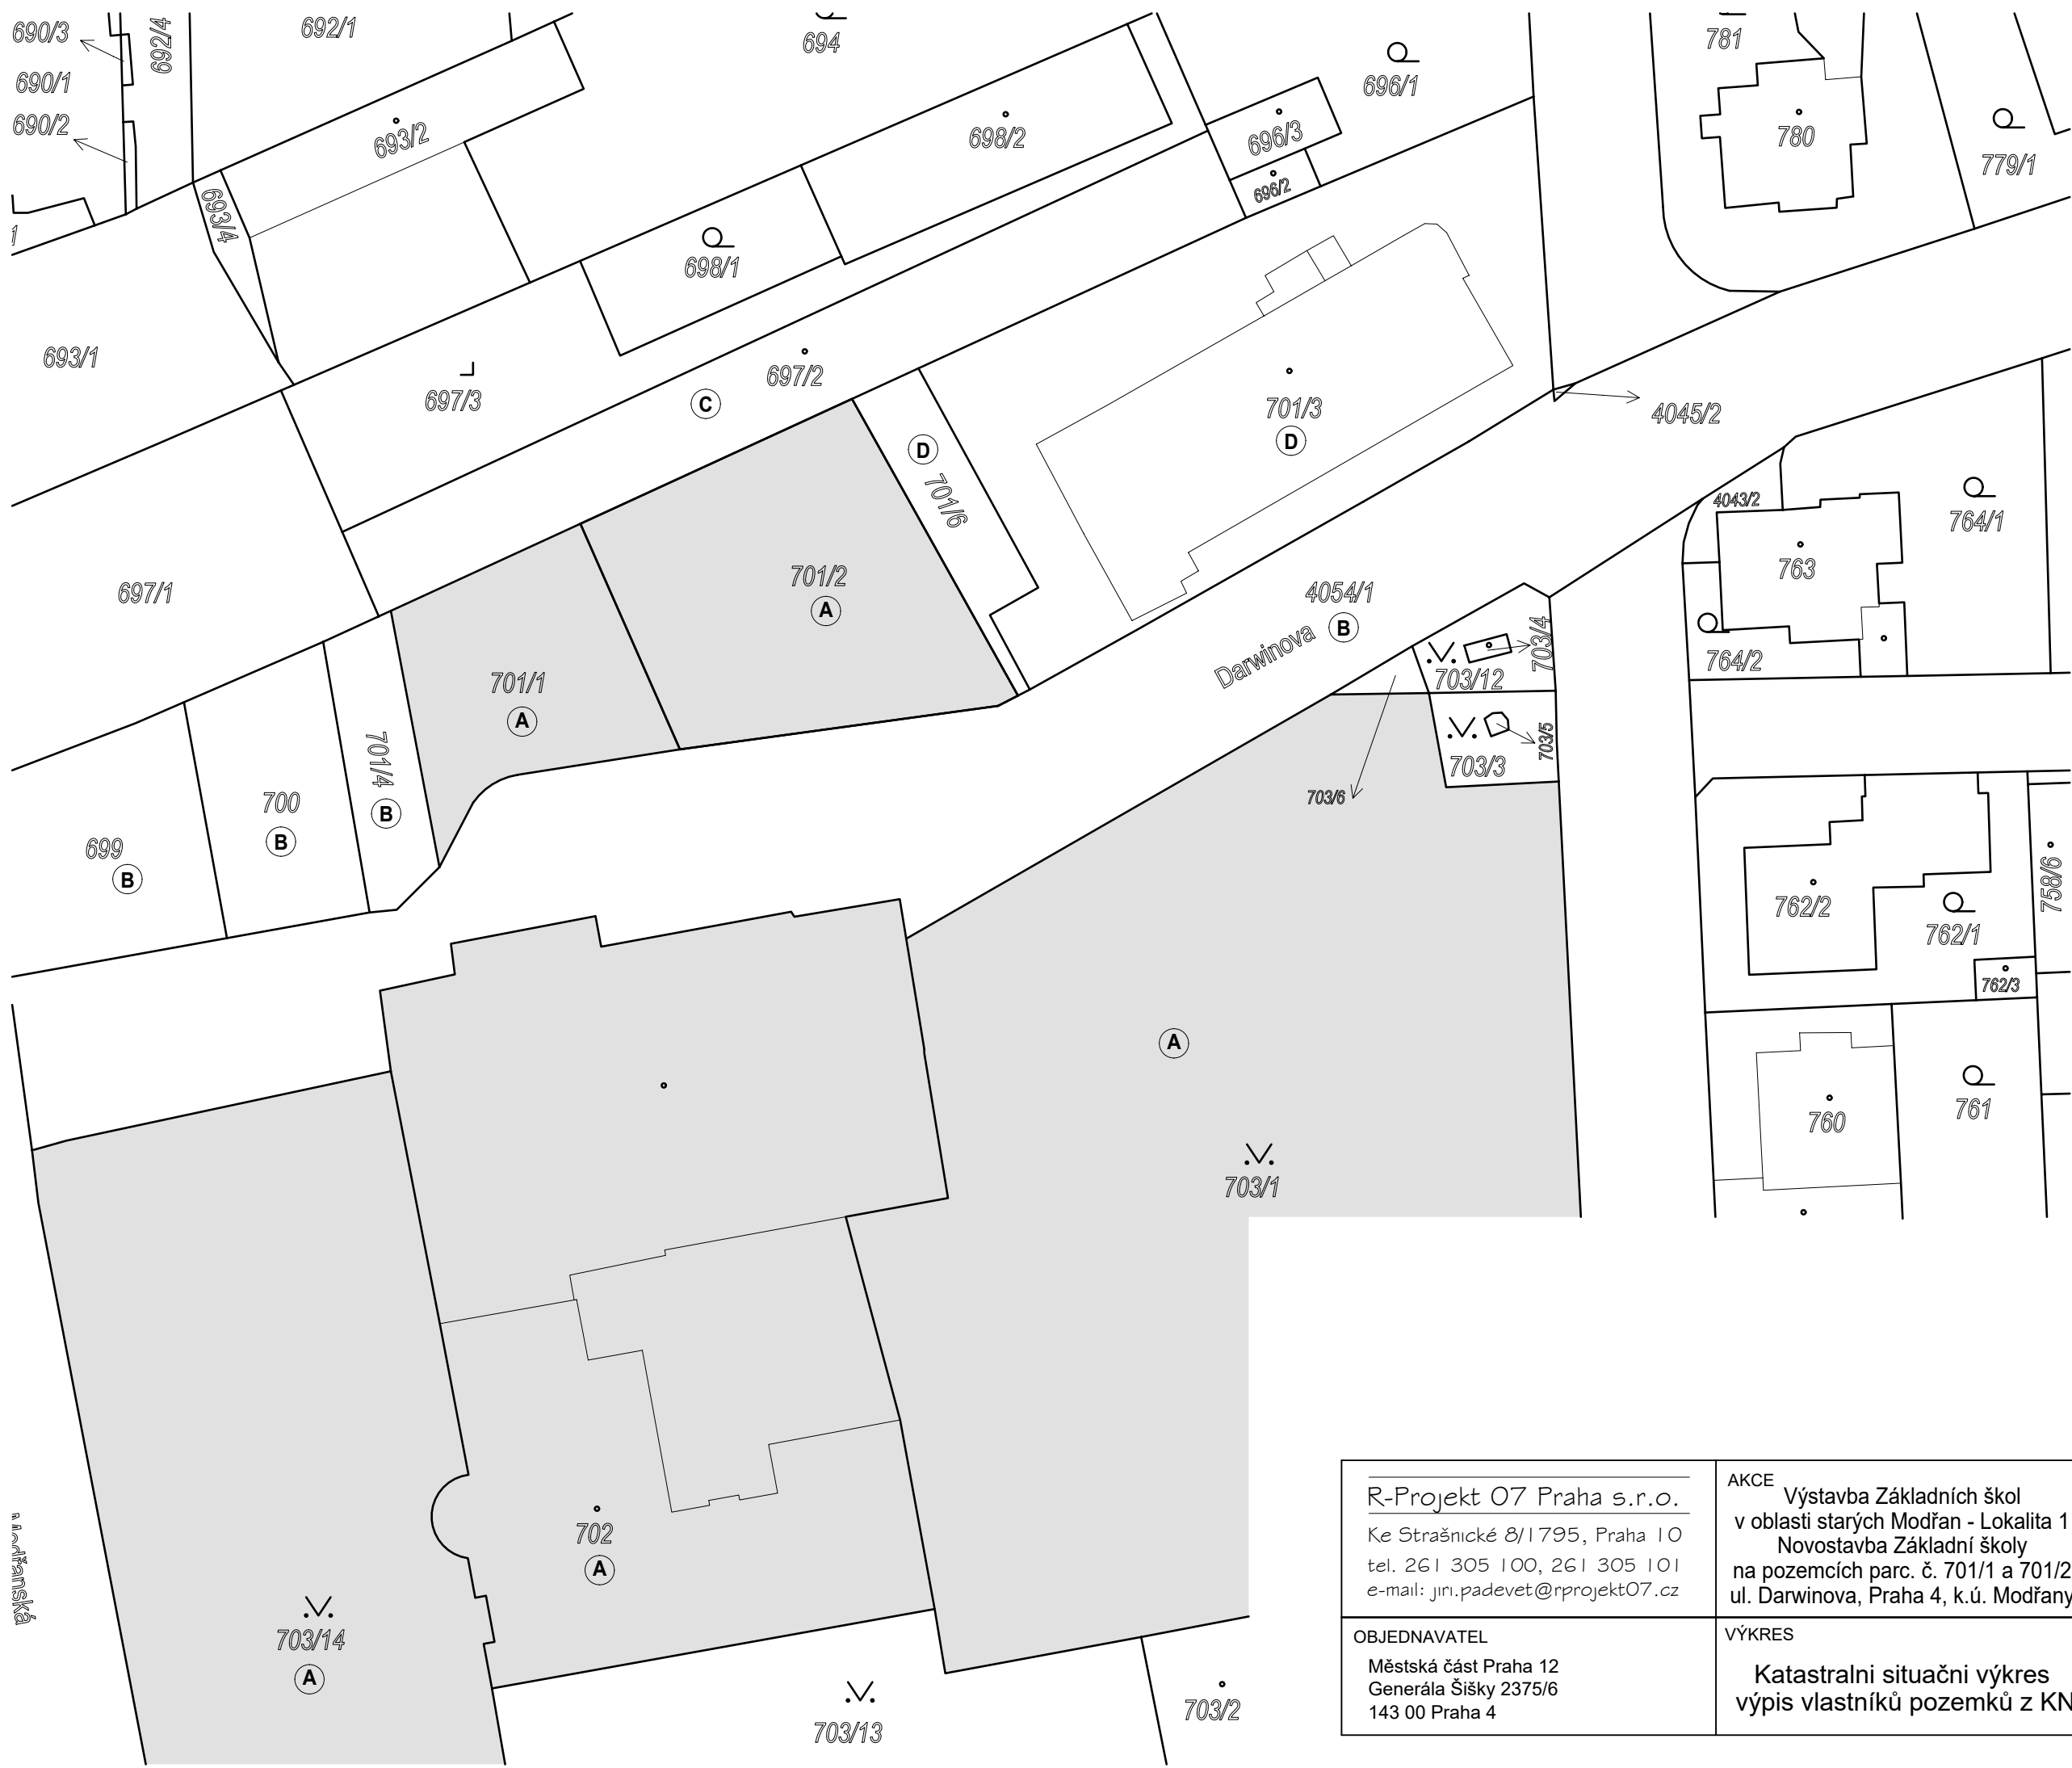 690/3
692/4
692/1
694
781
690/1
696/1
690/2
693/2
698/2
696/3
780
779/1
696/2
693/4
1
698/1
693/1
697/3
697/2
C
701/3
D
4045/2
D
701/6
4043/2
764/1
763
697/1
701/2
A
4054/1
B
Darwinova
703/4
764/2
703/12
701/1
A
703/5
703/3
701/4
B
700
B
703/6
699
B
758/6
762/2
762/1
762/3
A
760
761
703/1
Modřanská
702
A
703/14
A
703/13
703/2
R-Projekt 07 Praha s.r.o.
Ke Strašnické 8/1795, Praha 10
tel. 261 305 100, 261 305 101
e-mail: jiri.padevet@rprojekt07.cz
AKCE
Výstavba Základních škol
v oblasti starých Modřan - Lokalita 1
Novostavba Základní školy
na pozemcích parc. č. 701/1 a 701/2
ul. Darwinova, Praha 4, k.ú. Modřany
OBJEDNAVATEL
Městská část Praha 12
Generála Šišky 2375/6
143 00 Praha 4
VÝKRES
Katastralni situační výkres
výpis vlastníků pozemků z KN